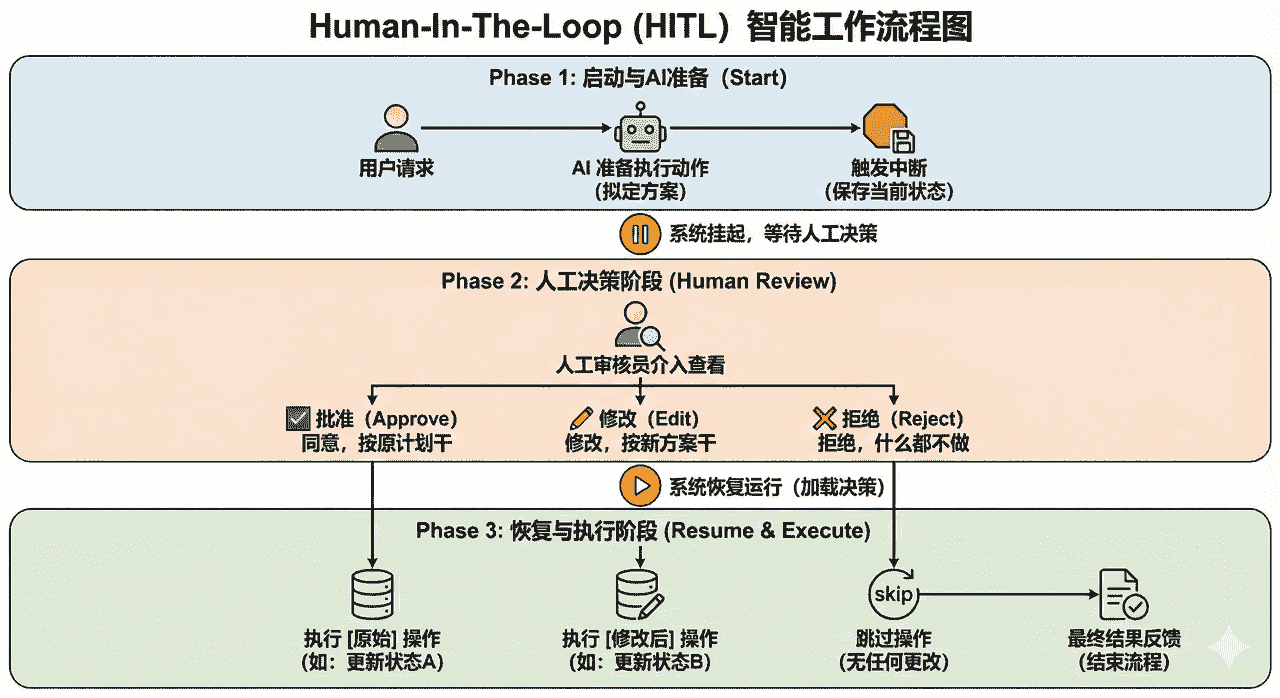 Human-In-The-Loop (HITL) 智能工作流程图
Phase 1: 启动与AI准备（Start）
用户请求
AI 准备执行动作
（拟定方案）
触发中断
（保存当前状态）
系统挂起，等待人工决策
Phase 2: 人工决策阶段 (Human Review)
人工审核员介入查看
批准（Approve）
同意，按原计划干
修改（Edit）
修改，按新方案干
拒绝（Reject）
拒绝，什么都不做
系统恢复运行（加载决策）
Phase 3: 恢复与执行阶段 (Resume & Execute)
执行 [原始] 操作
（如：更新状态A）
执行 [修改后] 操作
（如：更新状态B）
skip
跳过操作
（无任何更改）
最终结果反馈
（结束流程）